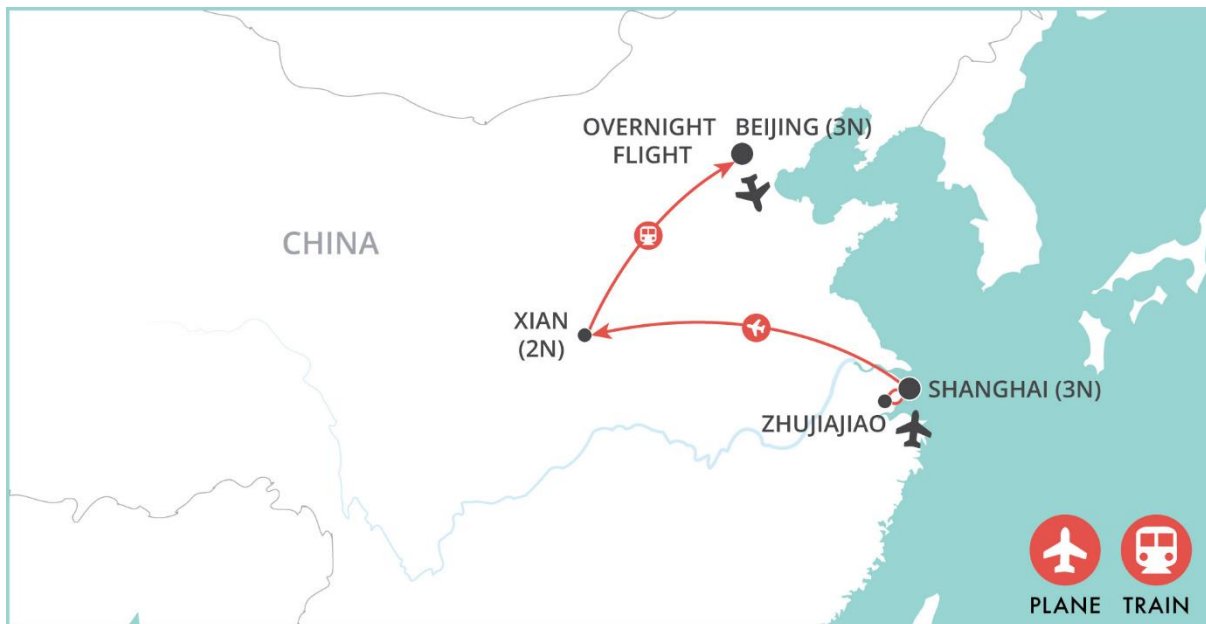 OVERNIGHT
FLIGHT
BEIJING (3N)
CHINA
XIAN
(2N)
SHANGHAI (3N)
ZHUJIAJIAO
PLANE
TRAIN